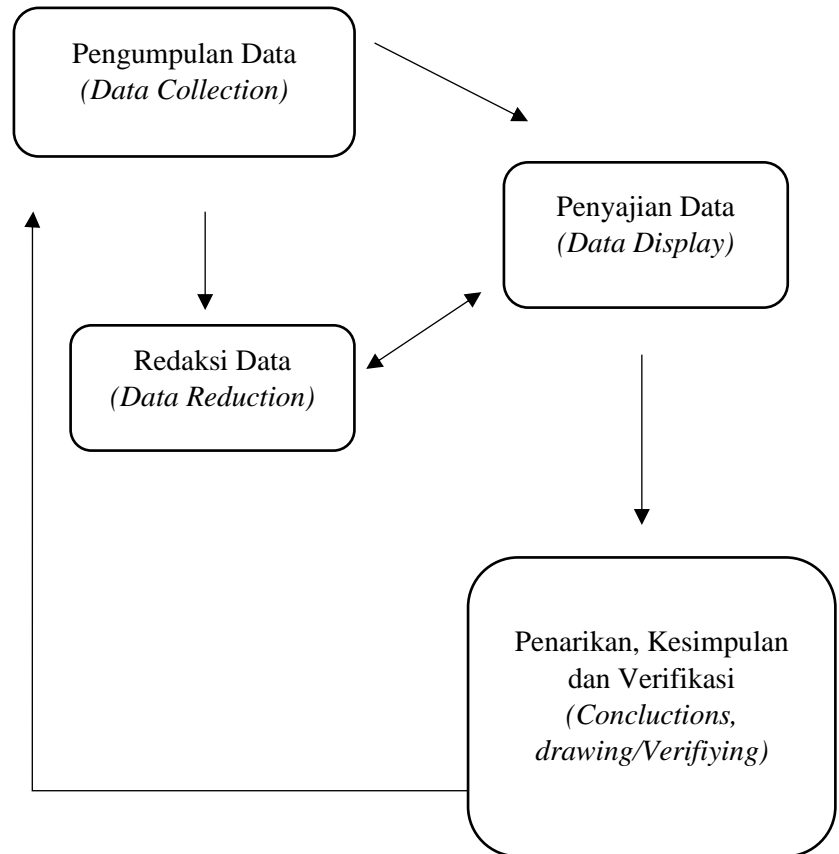 Pengumpulan Data
(Data Collection)
Penyajian Data
(Data Display)
Redaksi Data
(Data Reduction)
Penarikan, Kesimpulan
dan Verifikasi
(Concluctions,
drawing/Verifiying)